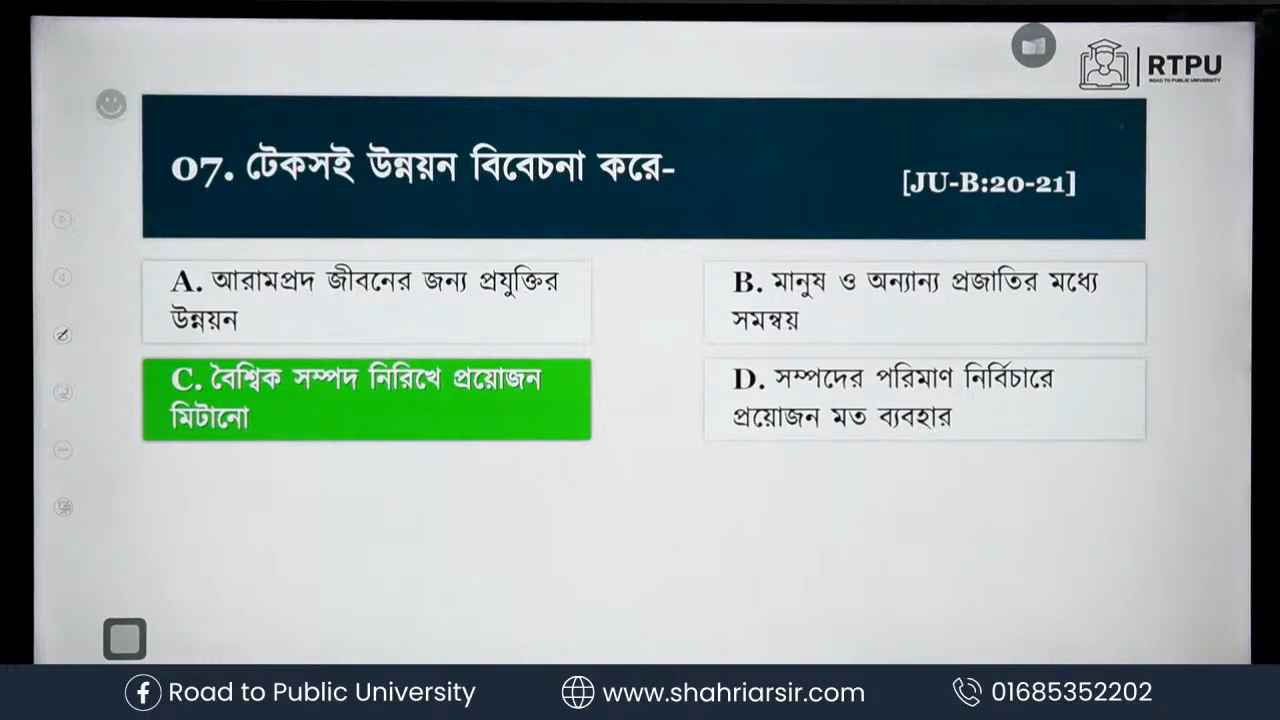 RTPU
ROAD TO PUBLIC UNIVERSITY
07. টেকসই উন্নয়ন বিবেচনা করে-
[JU-B:20-21]
A. আরামপ্রদ জীবনের জন্য প্রযুক্তির
উন্নয়ন
B. মানুষ ও অন্যান্য প্রজাতির মধ্যে
সমন্বয়
C. বৈশ্বিক সম্পদ নিরিখে প্রয়োজন
মিটানো
D. সম্পদের পরিমাণ নির্বিচারে
প্রয়োজন মত ব্যবহার
Road to Public University
www.shahriarsir.com
01685352202